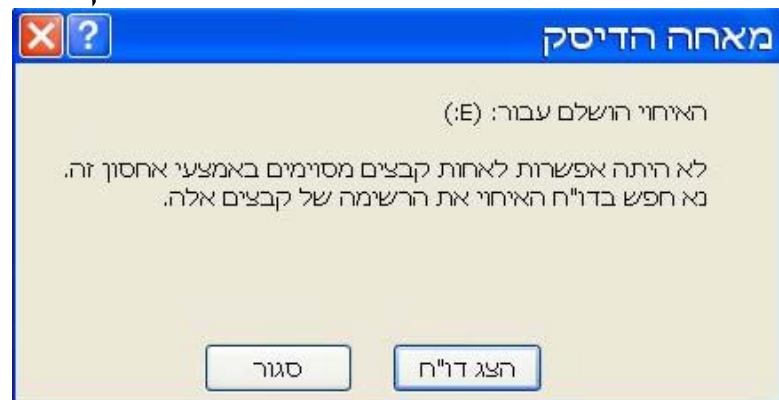 מאחה הדיסק
האיחוי הושלם עבור: (E:)
לא היתה אפשרות לאחות קבצים מסוימים באמצעי אחסון זה.
נא חפש בדו"ח האיחוי את הרשימה של קבצים אלה.
הצג דו"ח
סגור